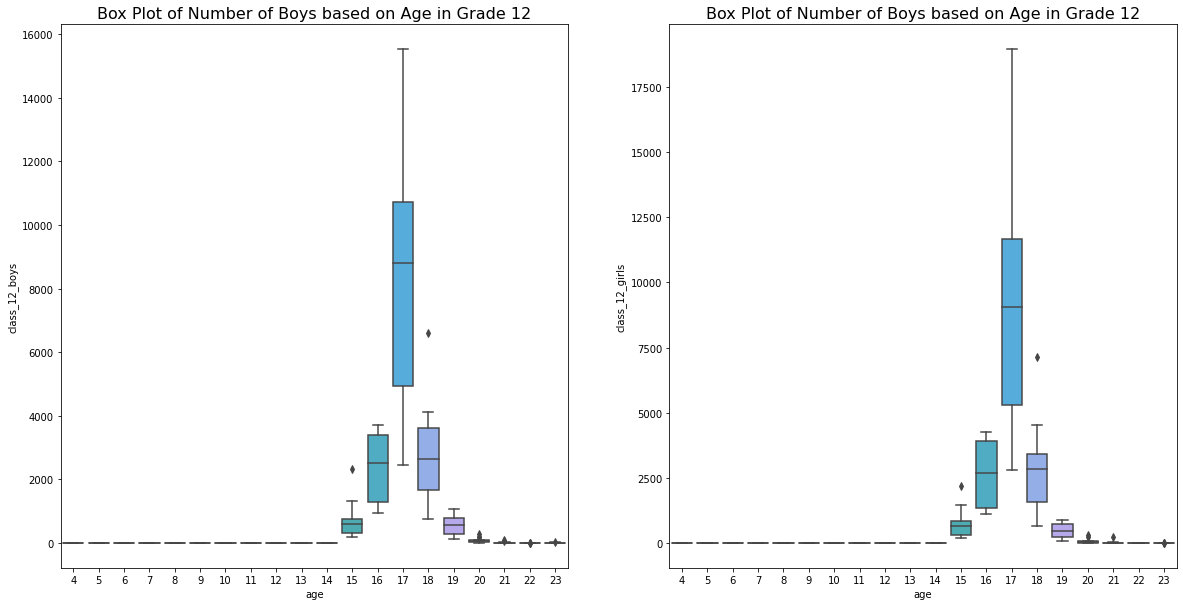 Box Plot of Number of Boys based on Age in Grade 12
16000
14000
12000
10000
8000
6000
4000
2000
0
class_12_boys
4 5 6 7 8 9 10 11 12 13 14 15 16 17 18 19 20 21 22 23
age
Box Plot of Number of Boys based on Age in Grade 12
17500
15000
12500
10000
7500
5000
2500
0
class_12_girls
4 5 6 7 8 9 10 11 12 13 14 15 16 17 18 19 20 21 22 23
age